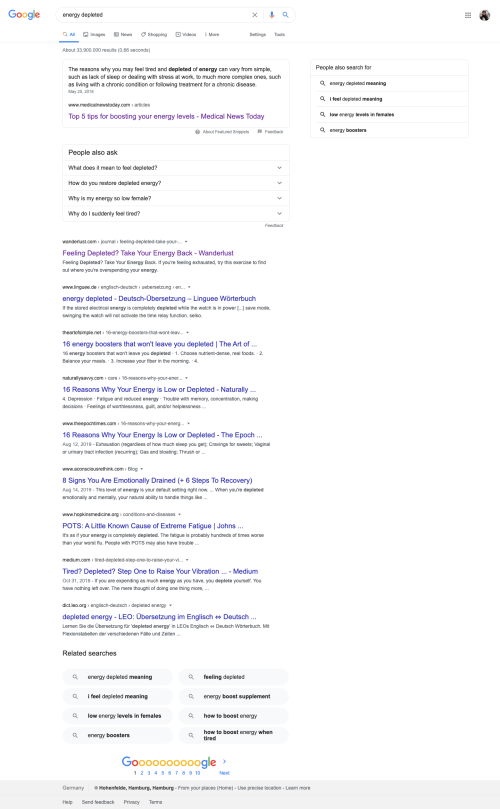 Google
energy depleted
All Images News Shopping Videos More Settings Tools
About 33.900.000 results (0,66 seconds)
The reasons why you may feel tired and depleted of energy can vary from simple,
such as lack of sleep or dealing with stress at work, to much more complex ones, such
as living with a chronic condition or following treatment for a chronic disease.
May 20, 2019
www.medicalnewstoday.com › articles
Top 5 tips for boosting your energy levels - Medical News Today
About Featured Snippets Feedback
People also search for
energy depleted meaning
i feel depleted meaning
low energy levels in females
energy boosters
People also ask
What does it mean to feel depleted?
How do you restore depleted energy?
Why is my energy so low female?
Why do I suddenly feel tired?
Feedback
wanderlust.com › journal › feeling-depleted-take-your-...
Feeling Depleted? Take Your Energy Back - Wanderlust
Feeling Depleted? Take Your Energy Back. If you're feeling exhausted, try this exercise to find
out where you're overspending your energy.
www.linguee.de › englisch-deutsch › uebersetzung › en...
energy depleted - Deutsch-Übersetzung – Linguee Wörterbuch
If the stored electrical energy is completely depleted while the watch is in power [...] save mode,
swinging the watch will not activate the time relay function. seiko.
theartofsimple.net › 16-energy-boosters-that-wont-leav...
16 energy boosters that won't leave you depleted | The Art of ...
16 energy boosters that won't leave you depleted · 1. Choose nutrient-dense, real foods. · 2.
Balance your meals. · 3. Increase your fiber in the morning. · 4.
naturallysavvy.com › care › 16-reasons-why-your-ener...
16 Reasons Why Your Energy is Low or Depleted - Naturally ...
4. Depression · Fatigue and reduced energy · Trouble with memory, concentration, making
decisions · Feelings of worthlessness, guilt, and/or helplessness ...
www.theepochtimes.com › 16-reasons-why-your-energ...
16 Reasons Why Your Energy Is Low or Depleted - The Epoch ...
Aug 12, 2019 - Exhaustion (regardless of how much sleep you get); Cravings for sweets; Vaginal
or urinary tract infection (recurring); Gas and bloating; Thrush or ...
www.aconsciousrethink.com › Blog
8 Signs You Are Emotionally Drained (+ 6 Steps To Recovery)
Aug 14, 2019 - This level of energy is your default setting right now. ... When you're depleted
emotionally and mentally, your natural ability to handle things like ...
www.hopkinsmedicine.org › conditions-and-diseases
POTS: A Little Known Cause of Extreme Fatigue | Johns ...
It's as if your energy is completely depleted. The fatigue is probably hundreds of times worse
than your worst flu. People with POTS may also have trouble ...
medium.com › tired-depleted-step-one-to-raise-your-vi...
Tired? Depleted? Step One to Raise Your Vibration ... - Medium
Oct 31, 2018 - If you are expending as much energy as you have, you deplete yourself. You
have nothing left over. The mere thought of doing one thing more, ...
dict.leo.org › englisch-deutsch › depleted energy
depleted energy - LEO: Übersetzung im Englisch ⇔ Deutsch ...
Lernen Sie die Übersetzung für 'depleted energy' in LEOs Englisch ⇔ Deutsch Wörterbuch. Mit
Flexionstabellen der verschiedenen Fälle und Zeiten ...
Related searches
energy depleted meaning feeling depleted
i feel depleted meaning energy boost supplement
low energy levels in females how to boost energy
energy boosters how to boost energy when
tired
Goooooooooogle
1 2 3 4 5 6 7 8 9 10 Next
Germany Hohenfelde, Hamburg, Hamburg - From your places (Home) - Use precise location - Learn more
Help Send feedback Privacy Terms